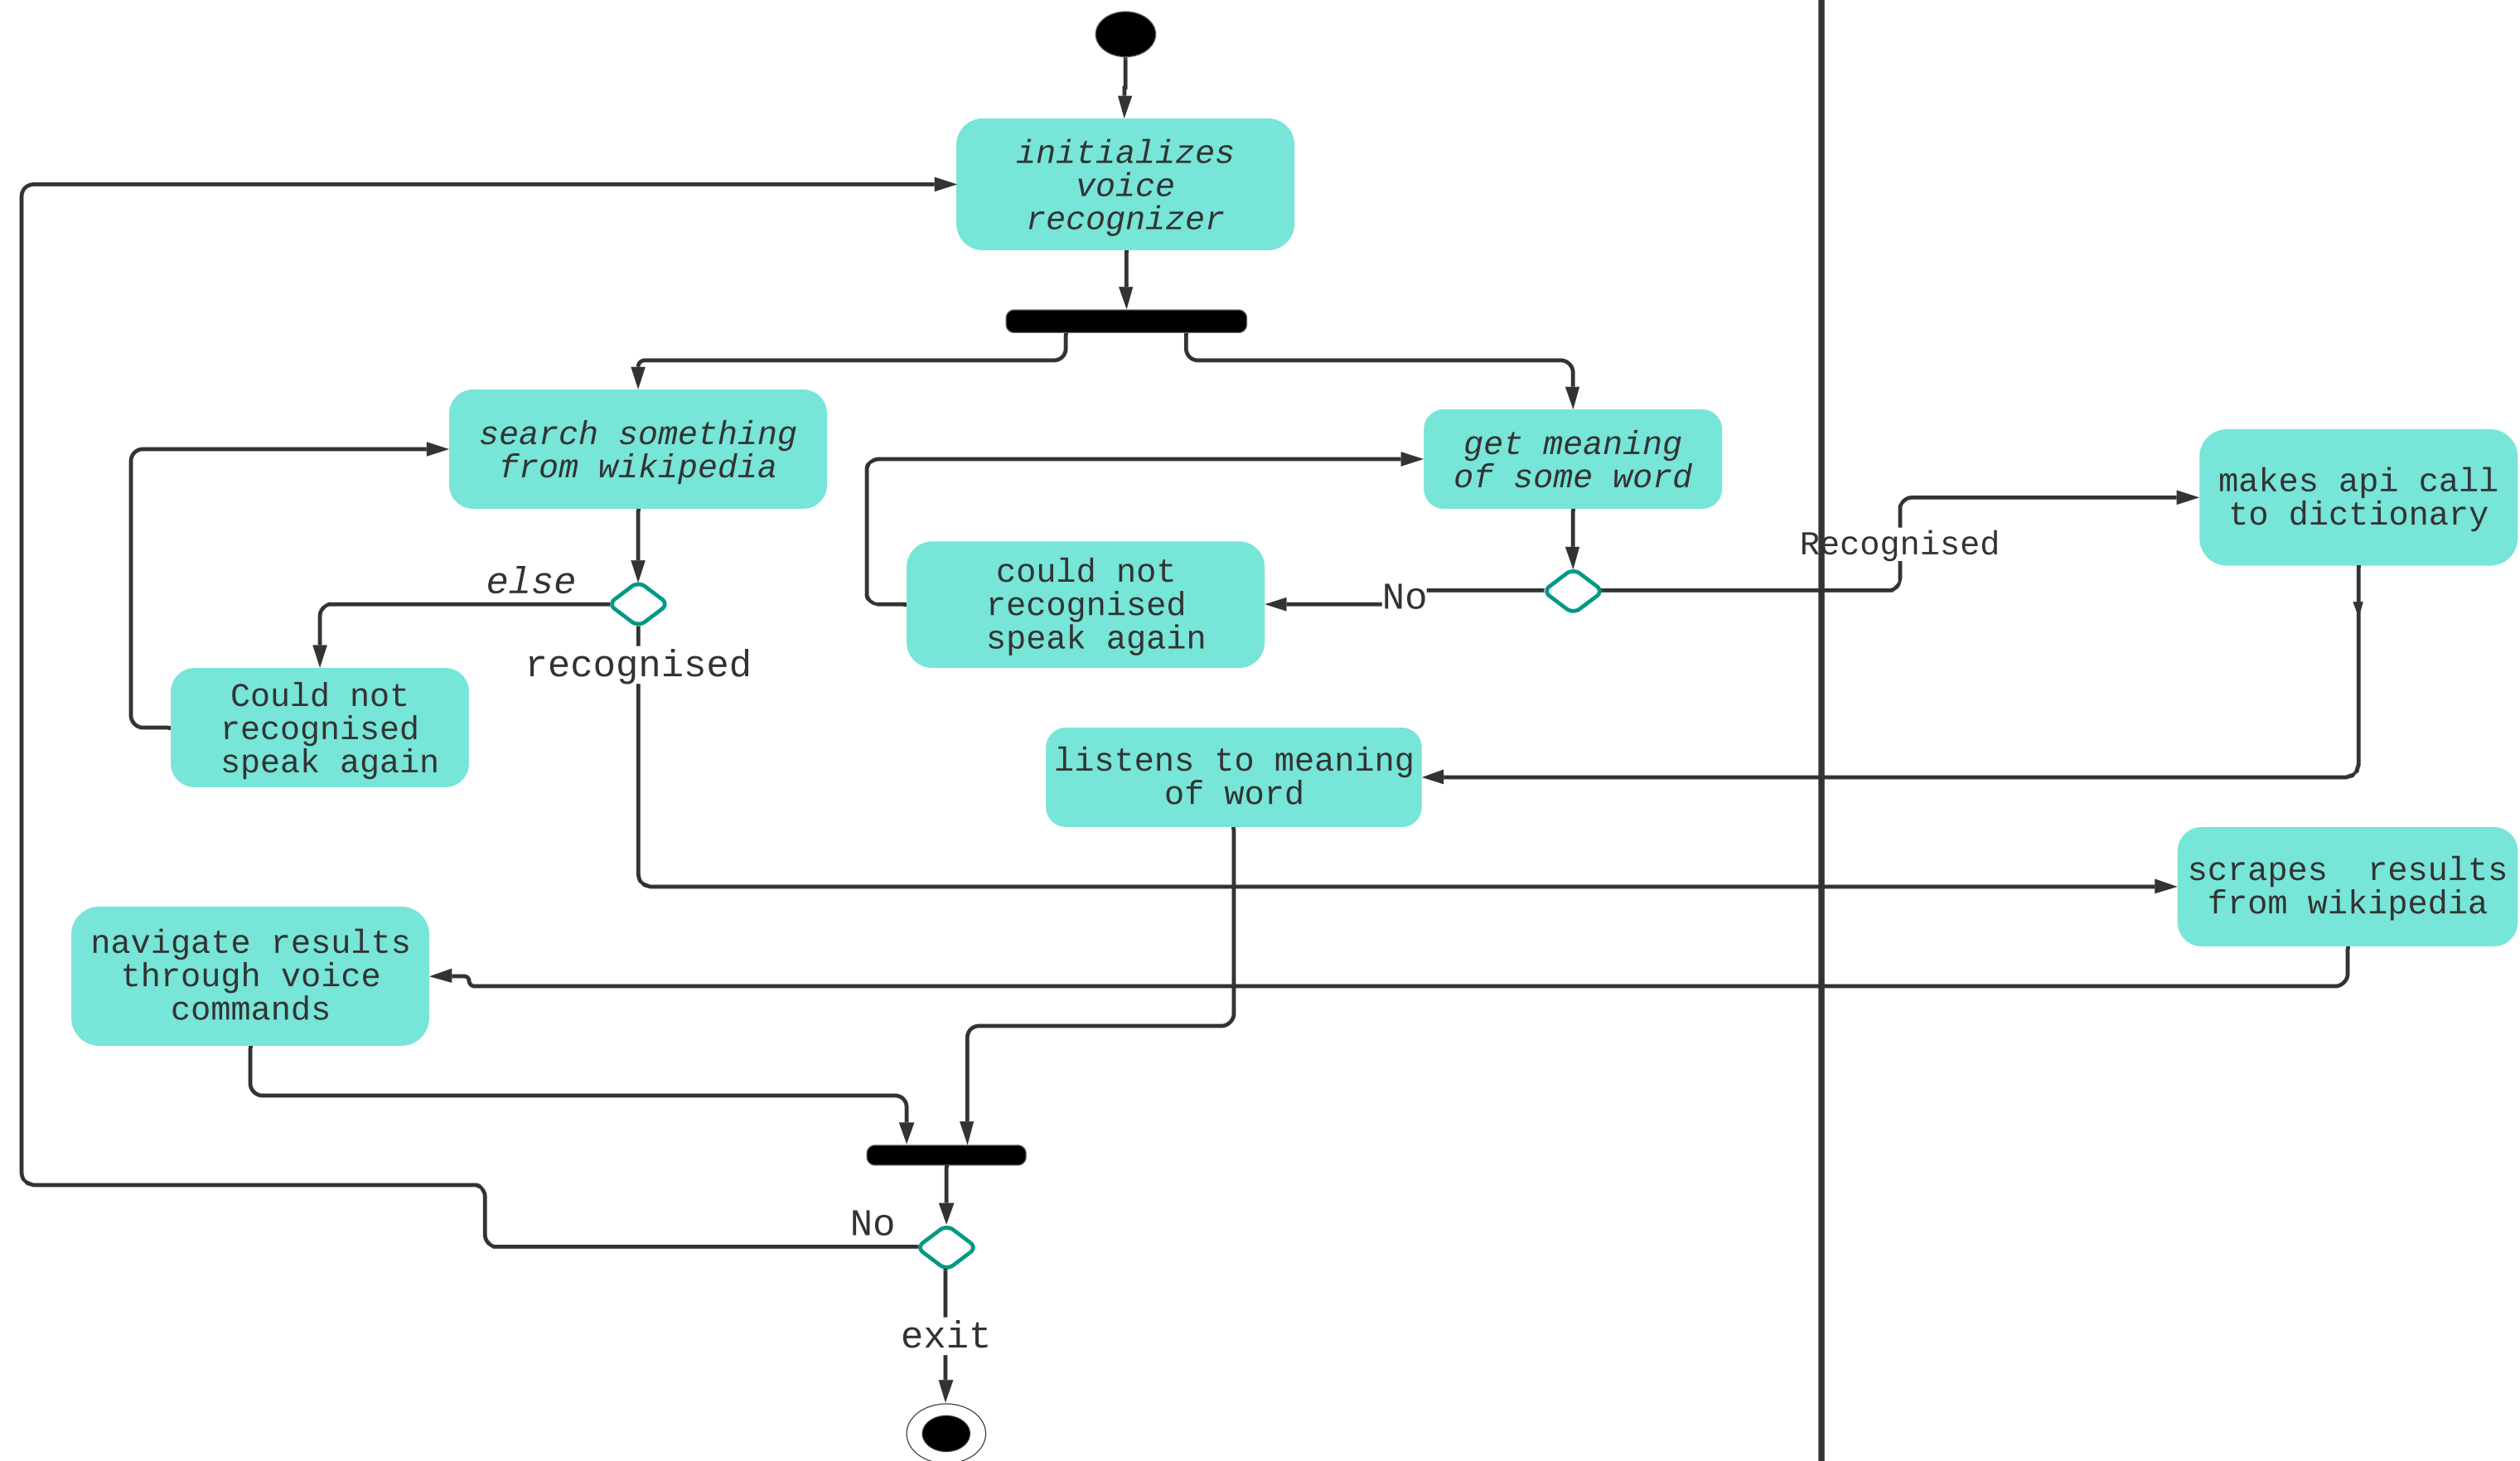 initializes
voice
recognizer
search something
from wikipedia
get meaning
of some word
makes api call
to dictionary
Recognised
else
could not
recognised
speak again
No
recognised
Could not
recognised
speak again
listens to meaning
of word
scrapes results
from wikipedia
navigate results
through voice
commands
No
exit